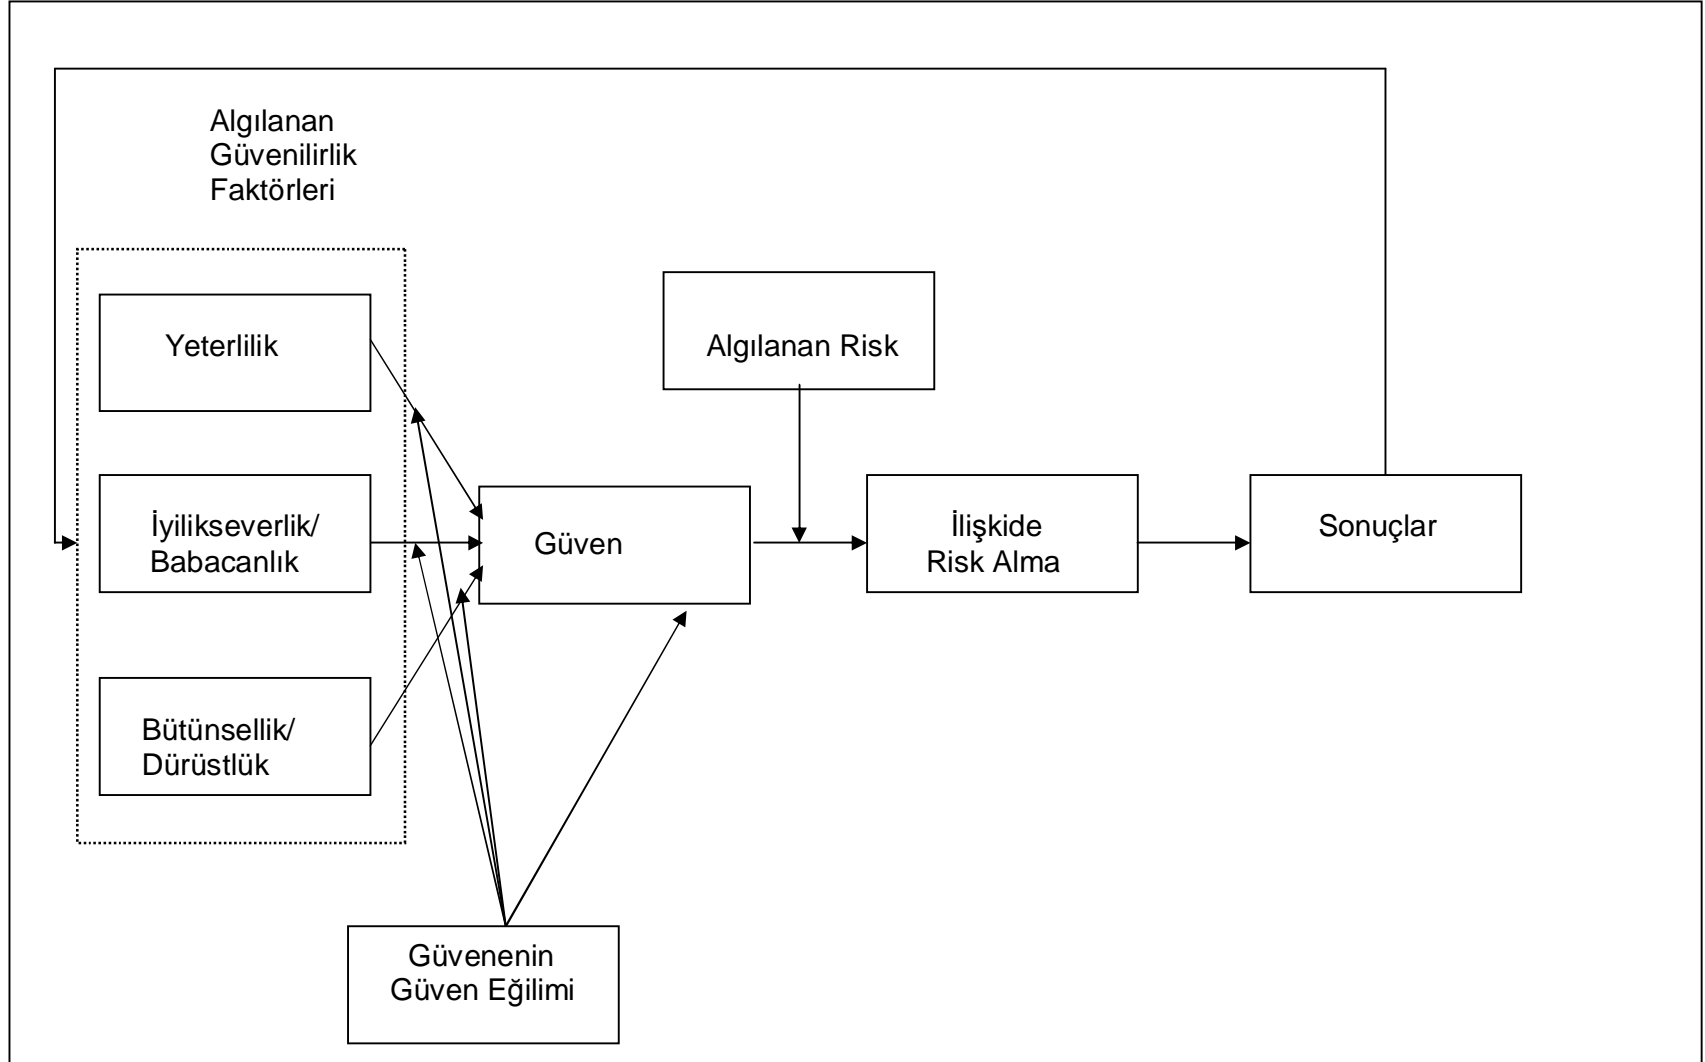 Algılanan
Güvenilirlik
Faktörleri
Yeterlilik
Algılanan Risk
İyilikseverlik/
Babacanlık
Güven
İlişkide
Risk Alma
Sonuçlar
Bütünsellik/
Dürüstlük
Güvenenin
Güven Eğilimi